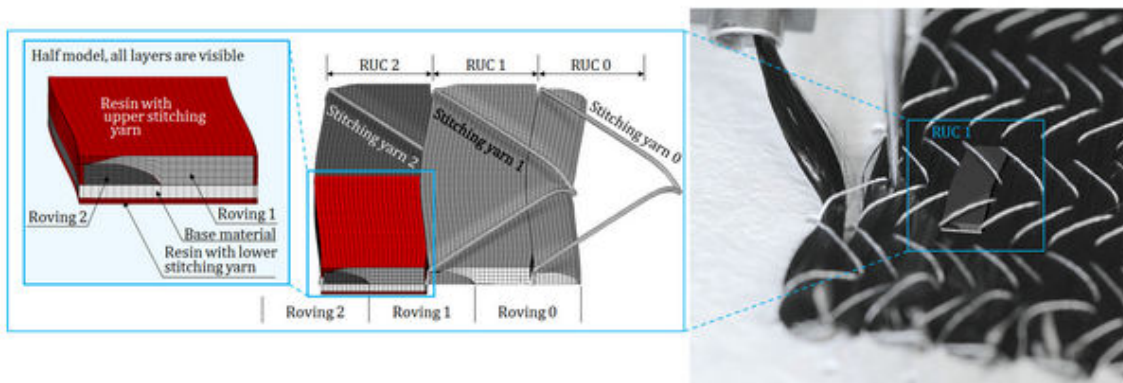 Half model, all layers are visible
Resin with
upper stitching
yarn
Roving 2
Roving 1
Base material
Resin with lower
stitching yarn
RUC 2
RUC 1
RUC 0
Stitching yarn 2
Stitching yarn 1
Stitching yarn 0
Roving 2
Roving 1
Roving 0
RUC 1